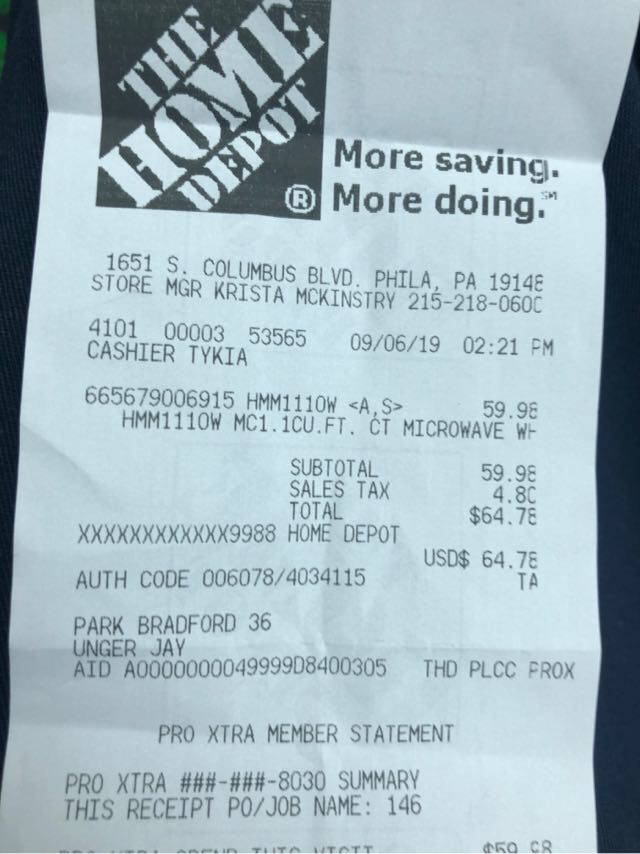 THE
HOME
DEPOT
®
More saving.
More doing.℠
1651 S. COLUMBUS BLVD. PHILA, PA 19148
STORE MGR KRISTA MCKINSTRY 215-218-0600
4101 00003 53565 09/06/19 02:21 PM
CASHIER TYKIA
665679006915 HMM1110W <A,S> 59.98
HMM1110W MC1.1CU.FT. CT MICROWAVE WH
SUBTOTAL 59.98
SALES TAX 4.80
TOTAL $64.78
XXXXXXXXXXXX9988 HOME DEPOT
USD$ 64.78
AUTH CODE 006078/4034115 TA
PARK BRADFORD 36
UNGER JAY
AID A0000000049999D8400305 THD PLCC PROX
PRO XTRA MEMBER STATEMENT
PRO XTRA ###-###-8030 SUMMARY
THIS RECEIPT PO/JOB NAME: 146